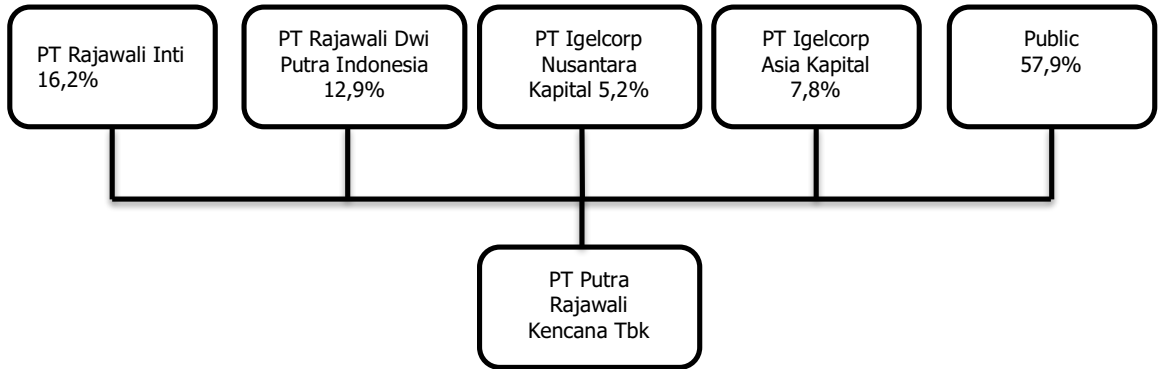 PT Rajawali Inti
16,2%
PT Rajawali Dwi
Putra Indonesia
12,9%
PT Igelcorp
Nusantara
Kapital 5,2%
PT Igelcorp
Asia Kapital
7,8%
Public
57,9%
PT Putra
Rajawali
Kencana Tbk